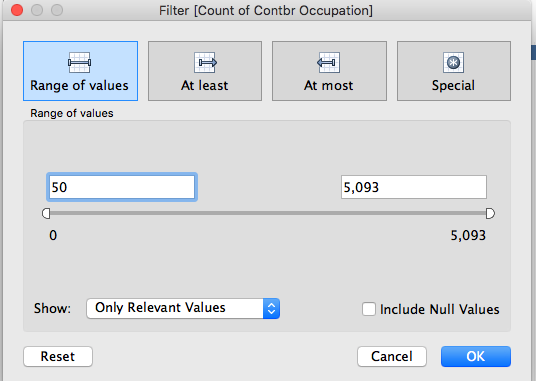 Filter [Count of Contbr Occupation]
Range of values At least At most Special
Range of values
50 5,093
0 5,093
Show: Only Relevant Values Include Null Values
Reset Cancel OK